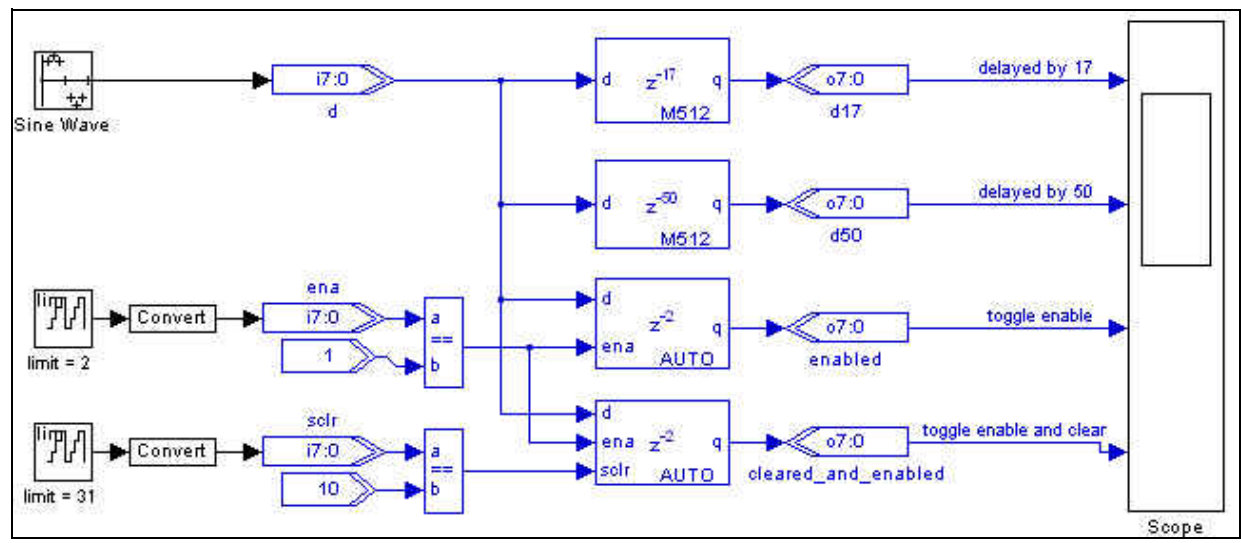 Sine Wave
i7:0
d
d
z-17
q
M512
o7:0
d17
delayed by 17
d
z-50
q
M512
o7:0
d50
delayed by 50
lim
limit = 2
Convert
ena
i7:0
1
a
==
b
d
ena
z-2
q
AUTO
o7:0
enabled
toggle enable
lim
limit = 31
Convert
sclr
i7:0
10
a
==
b
d
ena
sclr
z-2
q
AUTO
o7:0
cleared_and_enabled
toggle enable and clear
Scope